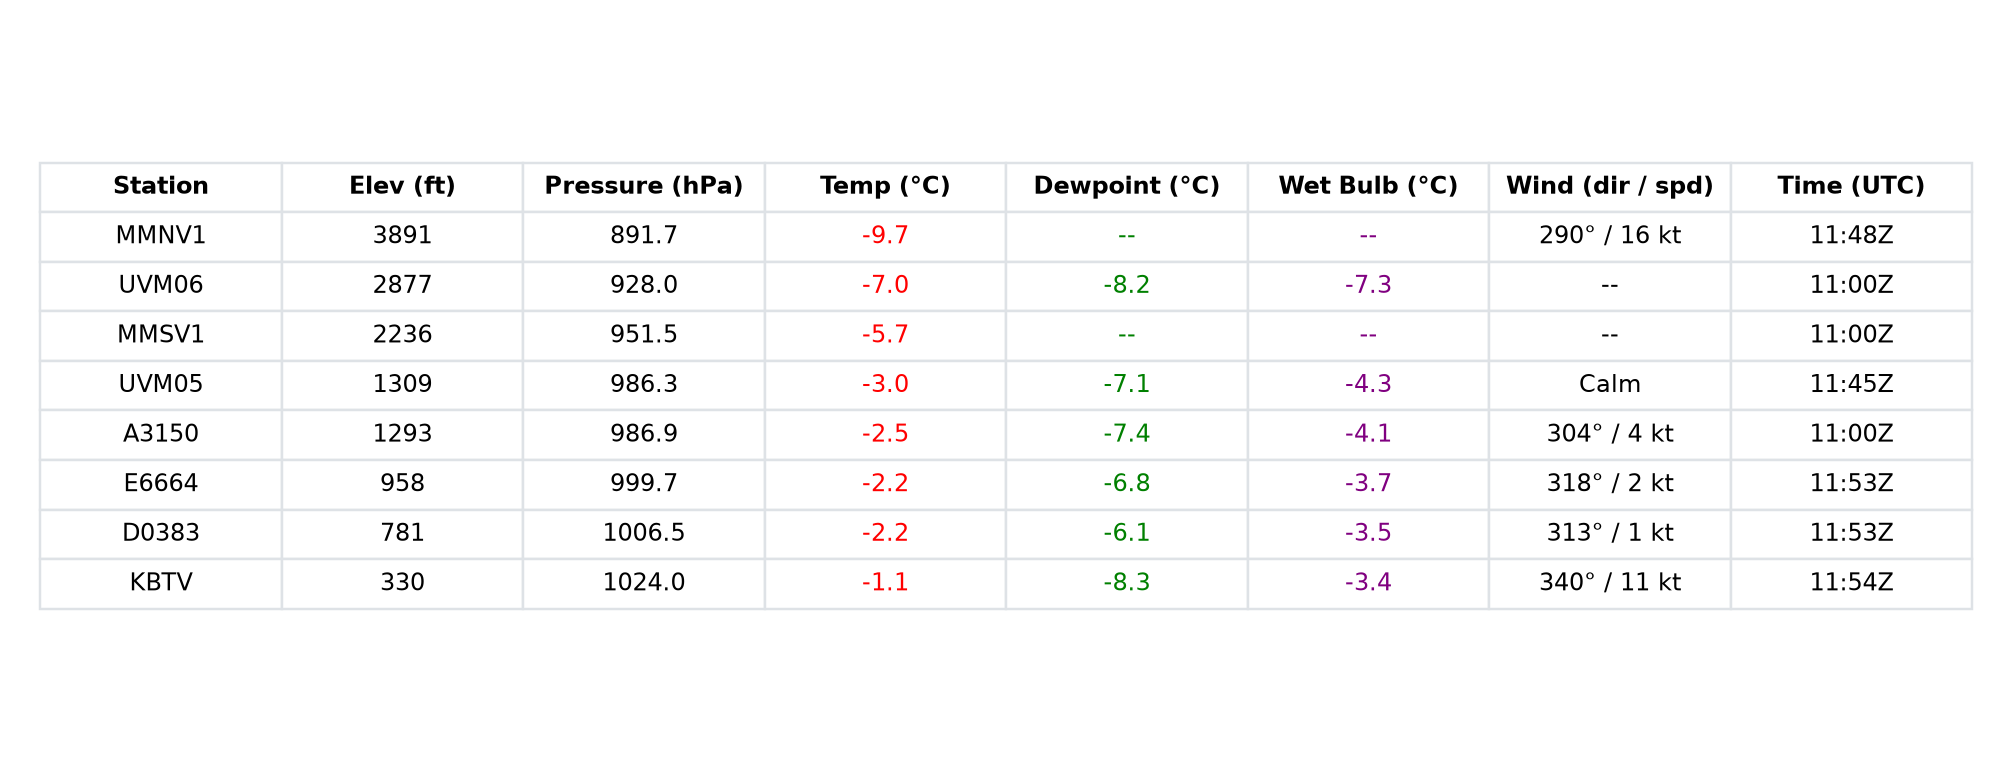 Station Elev (ft) Pressure (hPa) Temp (°C) Dewpoint (°C) Wet Bulb (°C) Wind (dir / spd) Time (UTC)
MMNV1 3891 891.7 -9.7 -- -- 290° / 16 kt 11:48Z
UVM06 2877 928.0 -7.0 -8.2 -7.3 -- 11:00Z
MMSV1 2236 951.5 -5.7 -- -- -- 11:00Z
UVM05 1309 986.3 -3.0 -7.1 -4.3 Calm 11:45Z
A3150 1293 986.9 -2.5 -7.4 -4.1 304° / 4 kt 11:00Z
E6664 958 999.7 -2.2 -6.8 -3.7 318° / 2 kt 11:53Z
D0383 781 1006.5 -2.2 -6.1 -3.5 313° / 1 kt 11:53Z
KBTV 330 1024.0 -1.1 -8.3 -3.4 340° / 11 kt 11:54Z